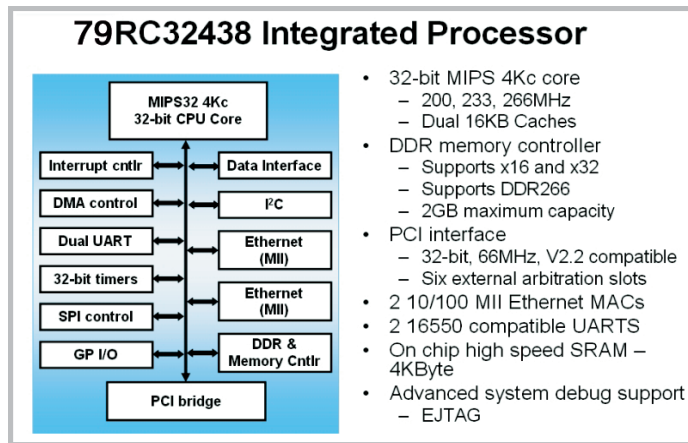 79RC32438 Integrated Processor
MIPS32 4Kc
32-bit CPU Core
Interrupt cntlr
DMA control
Dual UART
32-bit timers
SPI control
GP I/O
Data Interface
I²C
Ethernet
(MII)
Ethernet
(MII)
DDR &
Memory Cntlr
PCI bridge
• 32-bit MIPS 4Kc core
– 200, 233, 266MHz
– Dual 16KB Caches
• DDR memory controller
– Supports x16 and x32
– Supports DDR266
– 2GB maximum capacity
• PCI interface
– 32-bit, 66MHz, V2.2 compatible
– Six external arbitration slots
• 2 10/100 MII Ethernet MACs
• 2 16550 compatible UARTS
• On chip high speed SRAM –
4KByte
• Advanced system debug support
– EJTAG